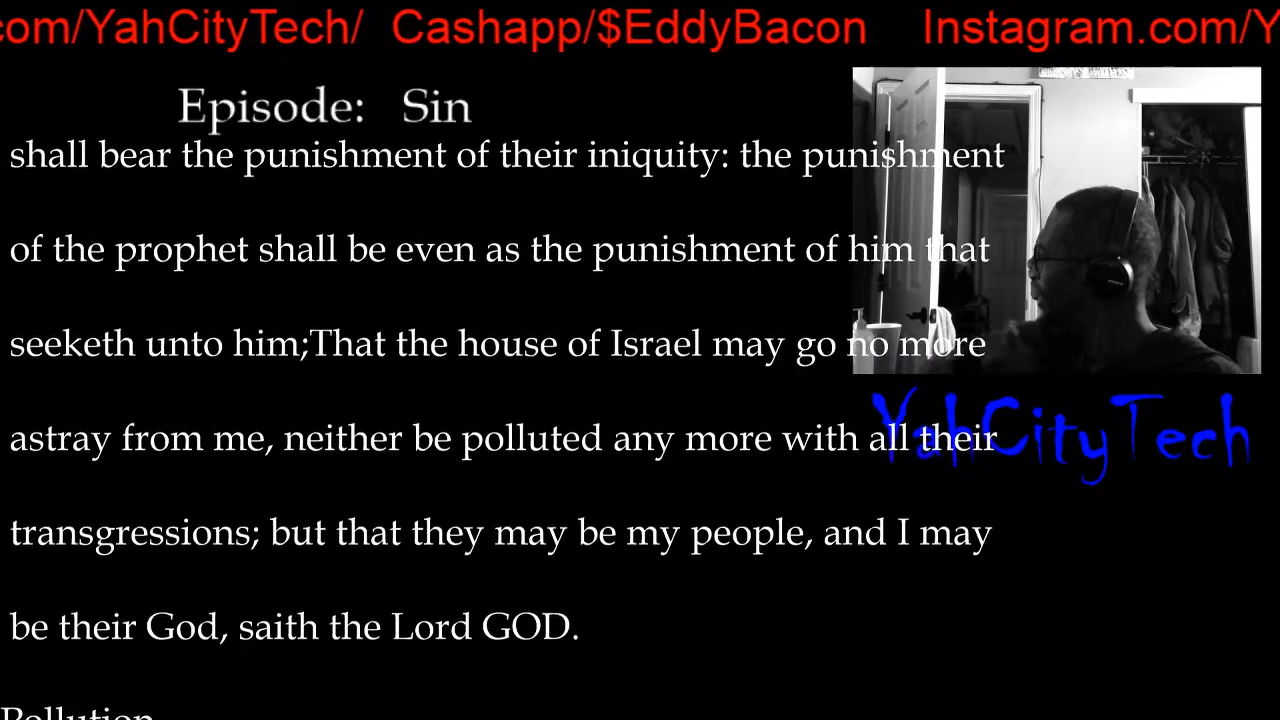 com/YahCityTech/ Cashapp/$EddyBacon Instagram.com/Y
Episode: Sin
shall bear the punishment of their iniquity: the punishment
of the prophet shall be even as the punishment of him that
seeketh unto him;That the house of Israel may go no more
astray from me, neither be polluted any more with all their
YahCityTech
transgressions; but that they may be my people, and I may
be their God, saith the Lord GOD.
Pollution